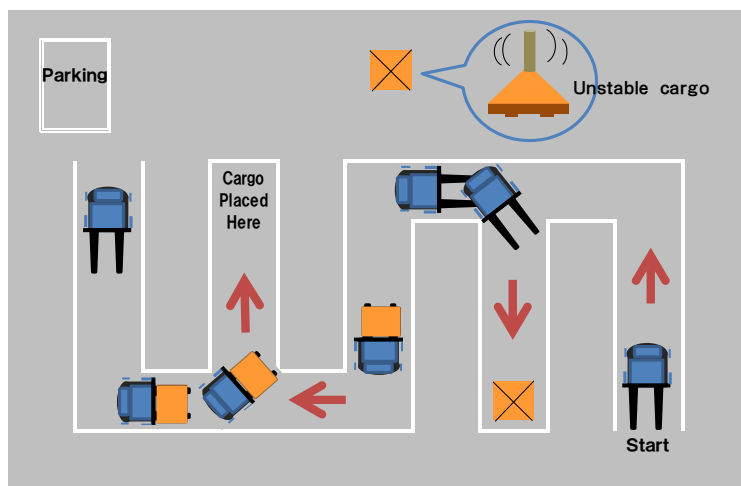 Parking
Unstable cargo
Cargo
Placed
Here
Start